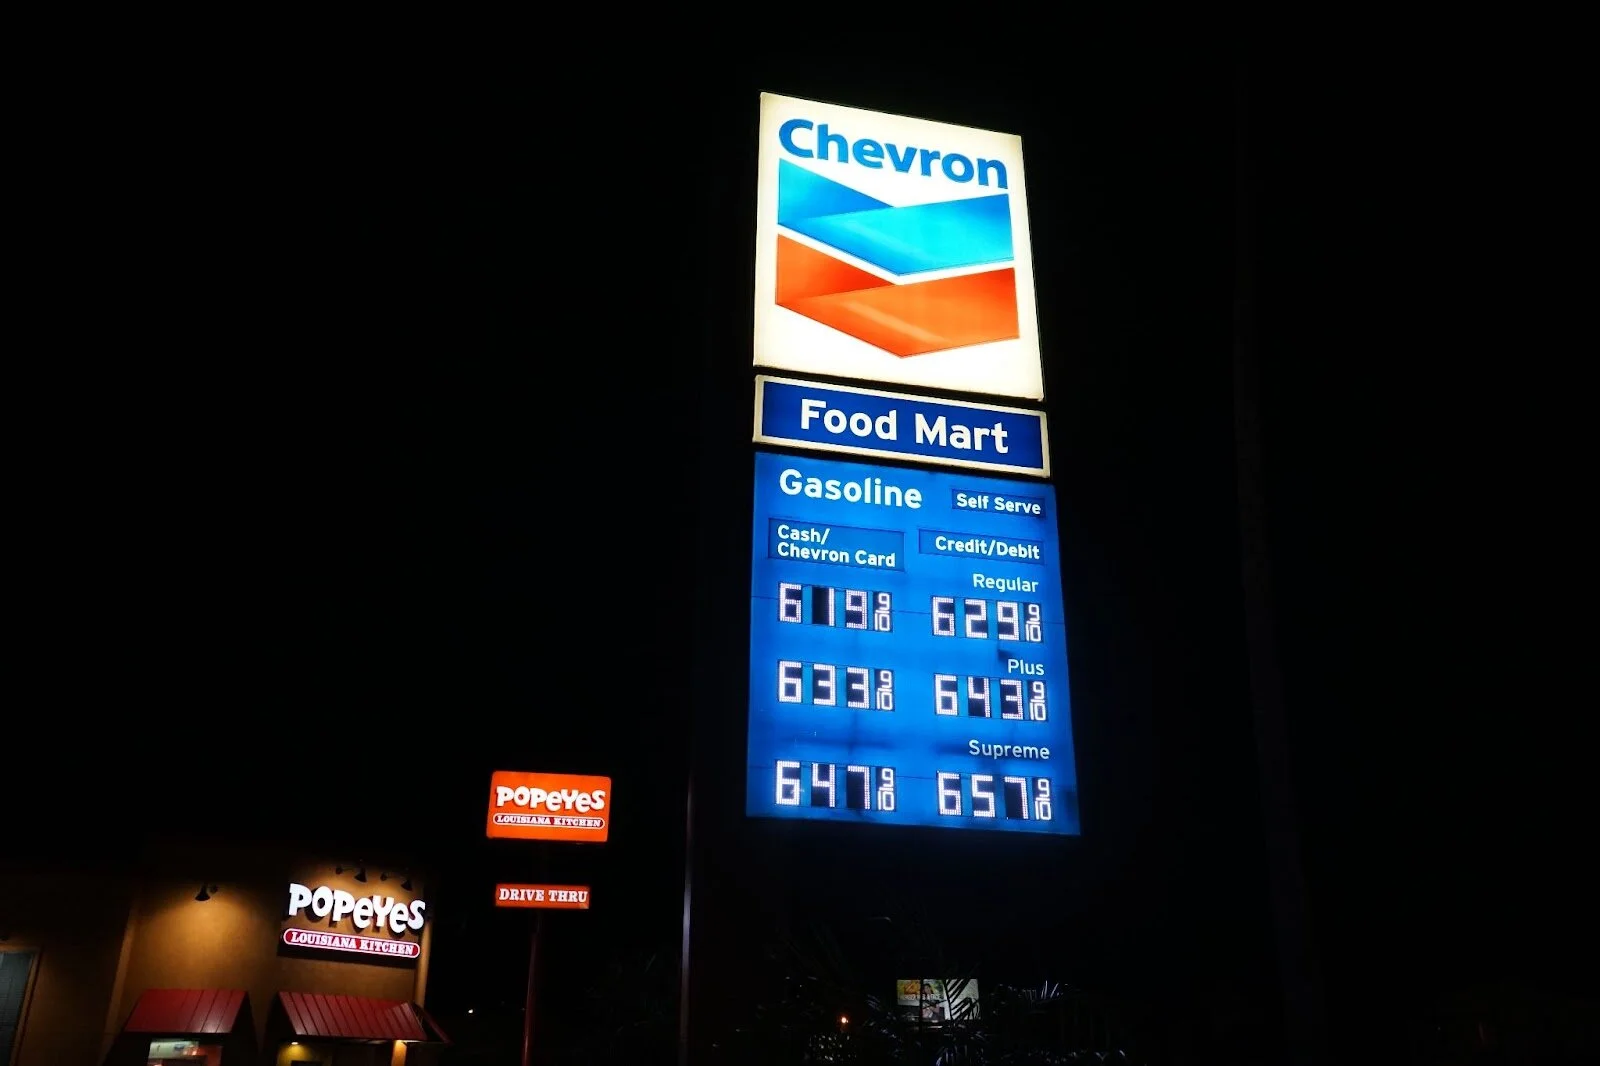 Chevron
Food Mart
Gasoline
Self Serve
Cash/
Chevron Card
Credit/Debit
Regular
619 9/10
629 9/10
Plus
633 9/10
643 9/10
Supreme
647 9/10
657 9/10
POPEYES
LOUISIANA KITCHEN
DRIVE THRU
POPEYES
LOUISIANA KITCHEN